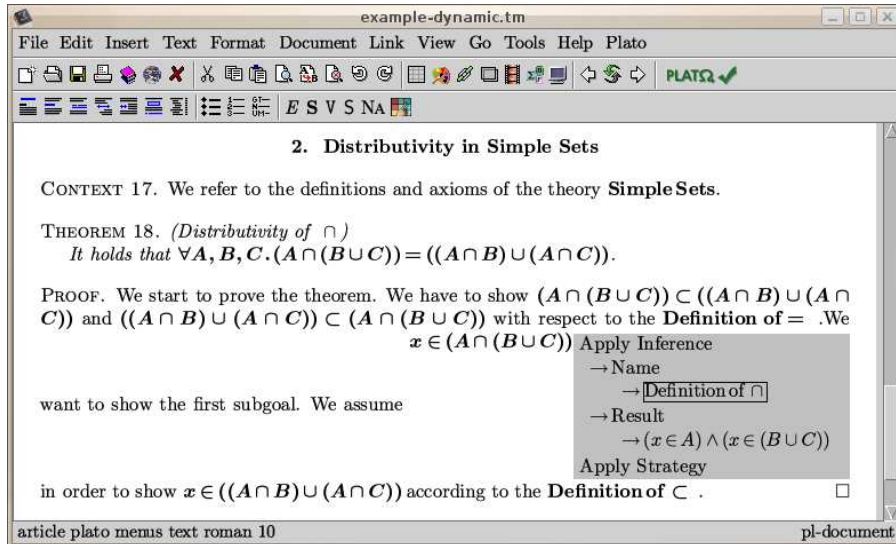 example-dynamic.tm
File Edit Insert Text Format Document Link View Go Tools Help Plato
PLATΩ
E S V S NA
2. Distributivity in Simple Sets
CONTEXT 17. We refer to the definitions and axioms of the theory Simple Sets.
THEOREM 18. (Distributivity of ∩ )
It holds that ∀A, B, C.(A ∩ (B ∪ C)) = ((A ∩ B) ∪ (A ∩ C)).
PROOF. We start to prove the theorem. We have to show (A ∩ (B ∪ C)) ⊂ ((A ∩ B) ∪ (A ∩
C)) and ((A ∩ B) ∪ (A ∩ C)) ⊂ (A ∩ (B ∪ C)) with respect to the Definition of = .We
x ∈ (A ∩ (B ∪ C)) Apply Inference
→ Name
→ Definition of ∩
want to show the first subgoal. We assume
→ Result
→ (x ∈ A) ∧ (x ∈ (B ∪ C))
Apply Strategy
in order to show x ∈ ((A ∩ B) ∪ (A ∩ C)) according to the Definition of ⊂ . □
article plato menus text roman 10 pl-document